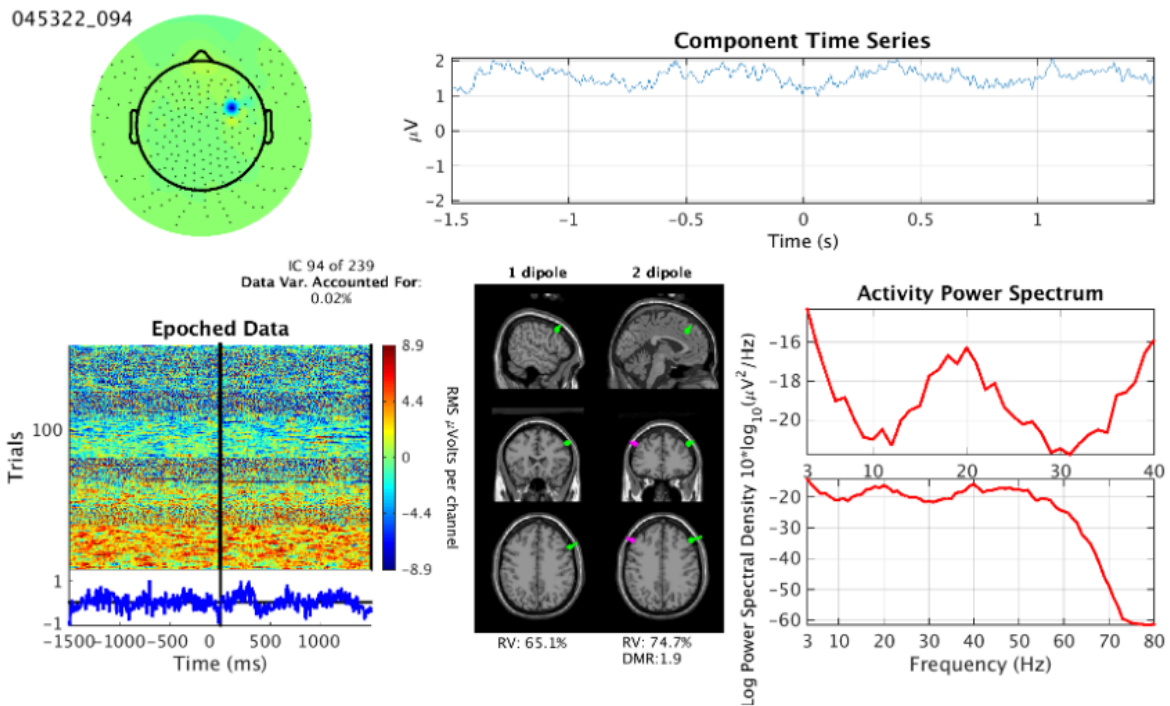 045322_094
Component Time Series
2
1
0
-1
-2
μV
-1.5
-1
-0.5
0
0.5
1
Time (s)
IC 94 of 239
Data Var. Accounted For:
0.02%
Epoched Data
Trials
100
8.9
4.4
0
-4.4
-8.9
RMS μVolts per channel
1
-1
-1500
-1000
-500
0
500
1000
Time (ms)
1 dipole
2 dipole
RV: 65.1%
RV: 74.7%
DMR:1.9
Activity Power Spectrum
-16
-18
-20
3
10
20
30
40
-20
-30
-40
-50
-60
3
10
20
30
40
50
60
70
80
Frequency (Hz)
Log Power Spectral Density 10*log10(μV2/Hz)